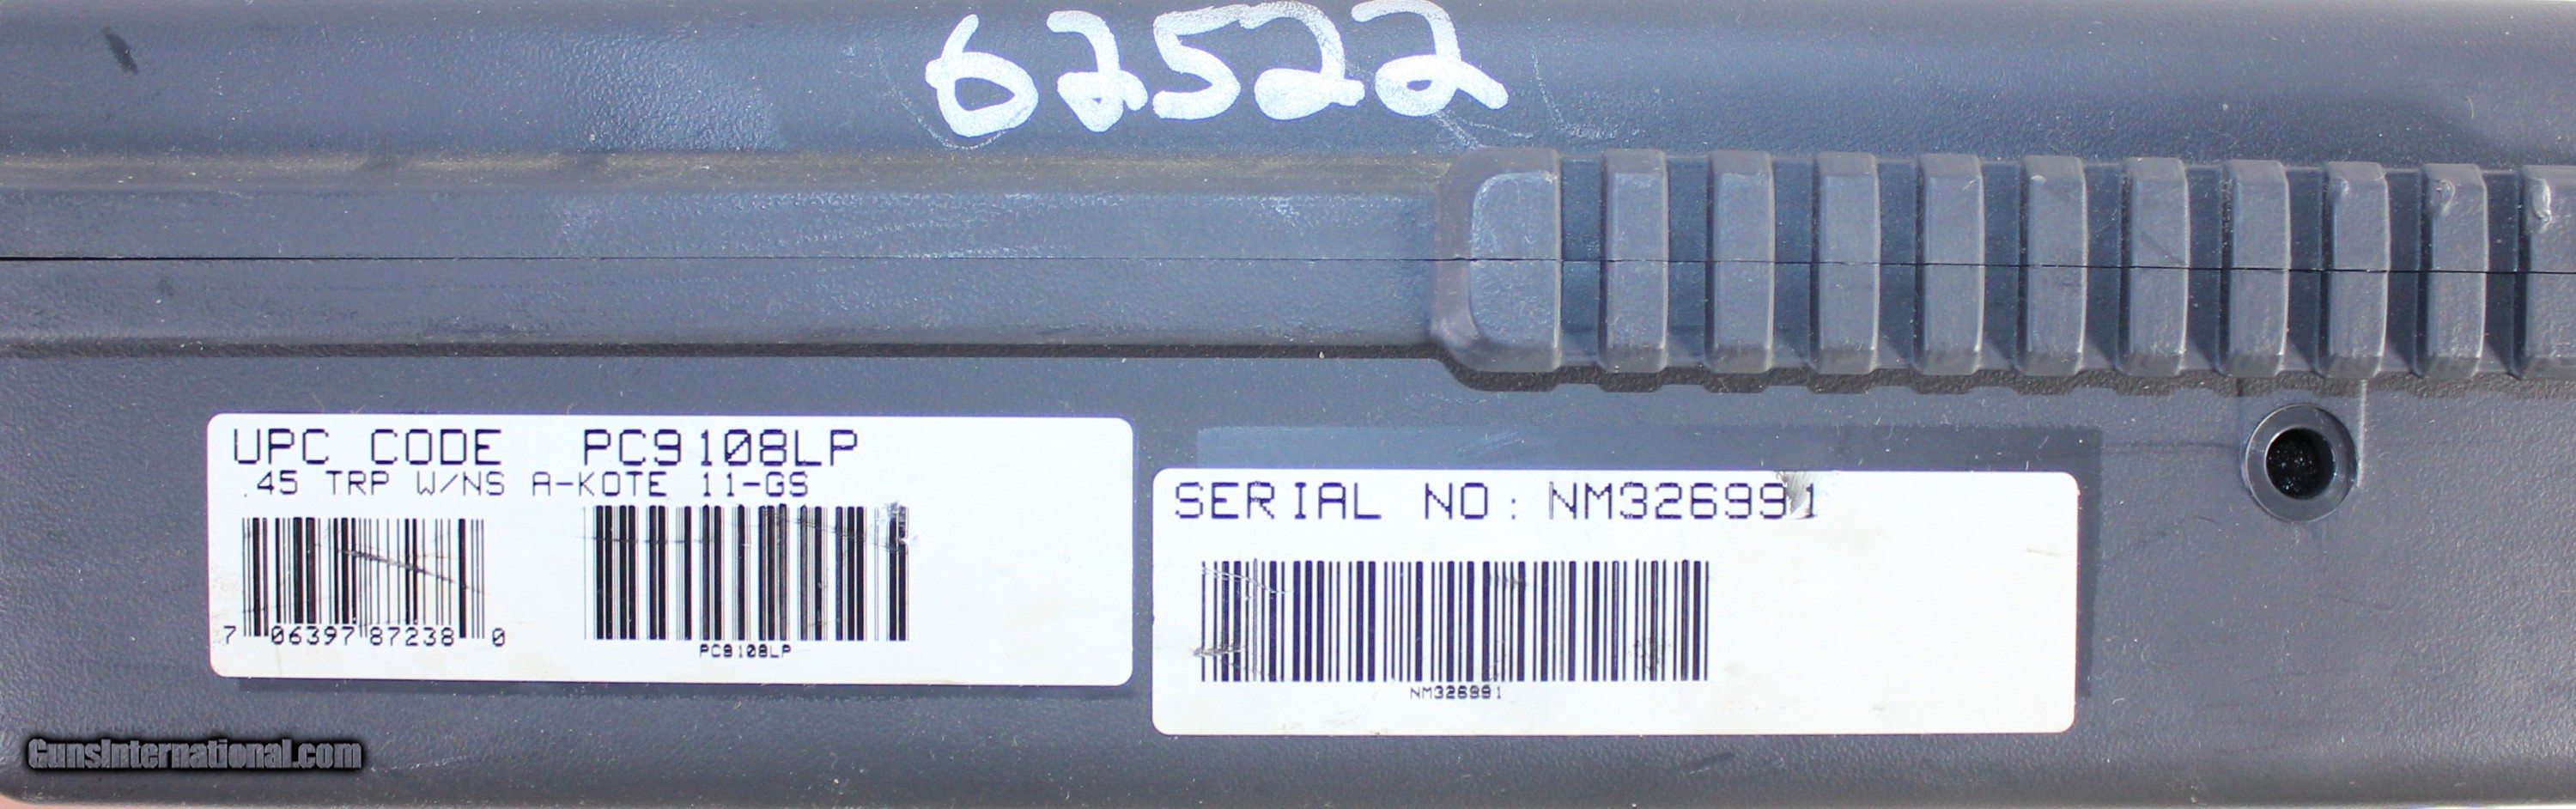 62522
UPC CODE PC9108LP
.45 TRP W/NS A-KOTE 11-GS
7 06397 87238 0
PC9108LP
SERIAL NO: NM326991
NM326991
GunsInternational.com